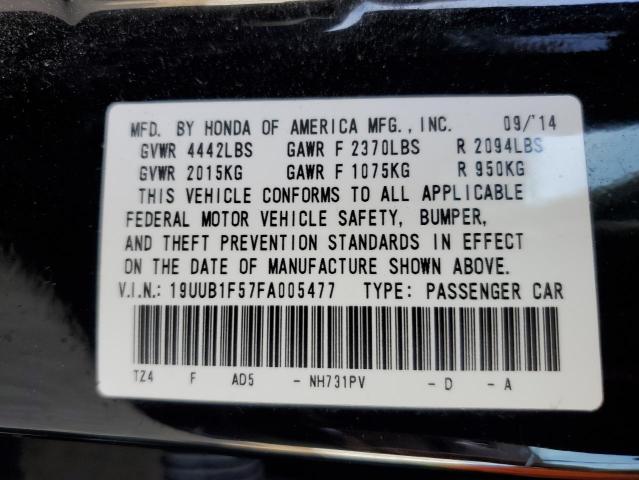 MFD. BY HONDA OF AMERICA MFG., INC. 09/'14
GVWR 4442LBS GAWR F 2370LBS R 2094LBS
GVWR 2015KG GAWR F 1075KG R 950KG
THIS VEHICLE CONFORMS TO ALL APPLICABLE
FEDERAL MOTOR VEHICLE SAFETY, BUMPER,
AND THEFT PREVENTION STANDARDS IN EFFECT
ON THE DATE OF MANUFACTURE SHOWN ABOVE.
V.I.N.: 19UUB1F57FA005477 TYPE: PASSENGER CAR
TZ4 F AD5 - NH731PV - D - A